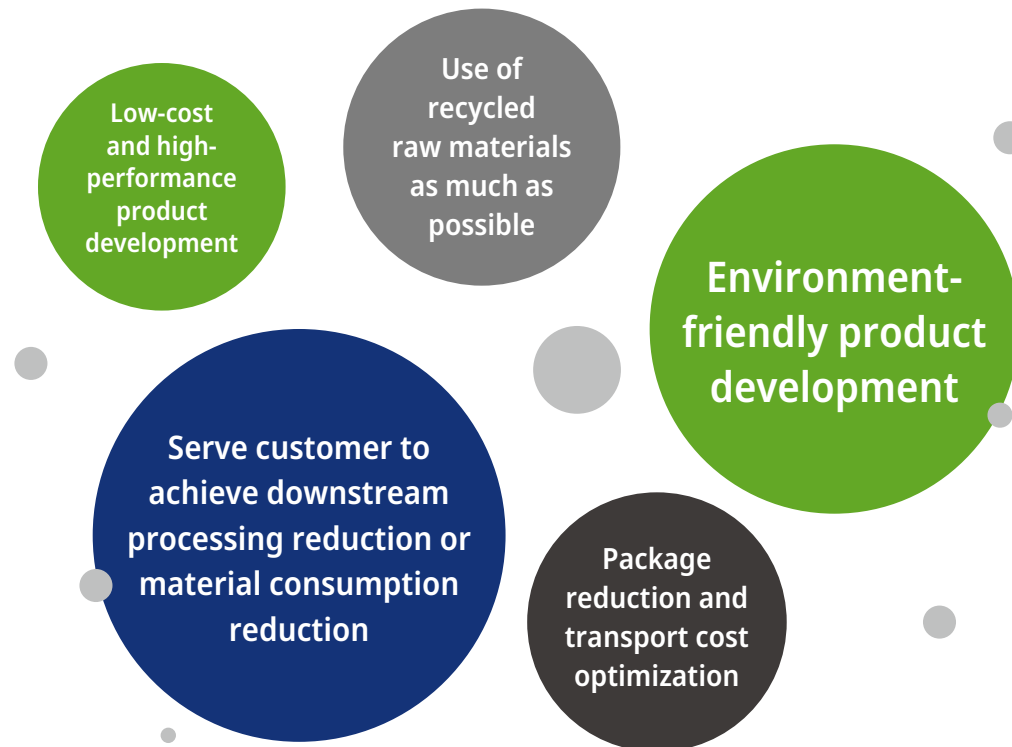 Low-cost
and high-
performance
product
development
Use of
recycled
raw materials
as much as
possible
Environment-
friendly product
development
Serve customer to
achieve downstream
processing reduction or
material consumption
reduction
Package
reduction and
transport cost
optimization